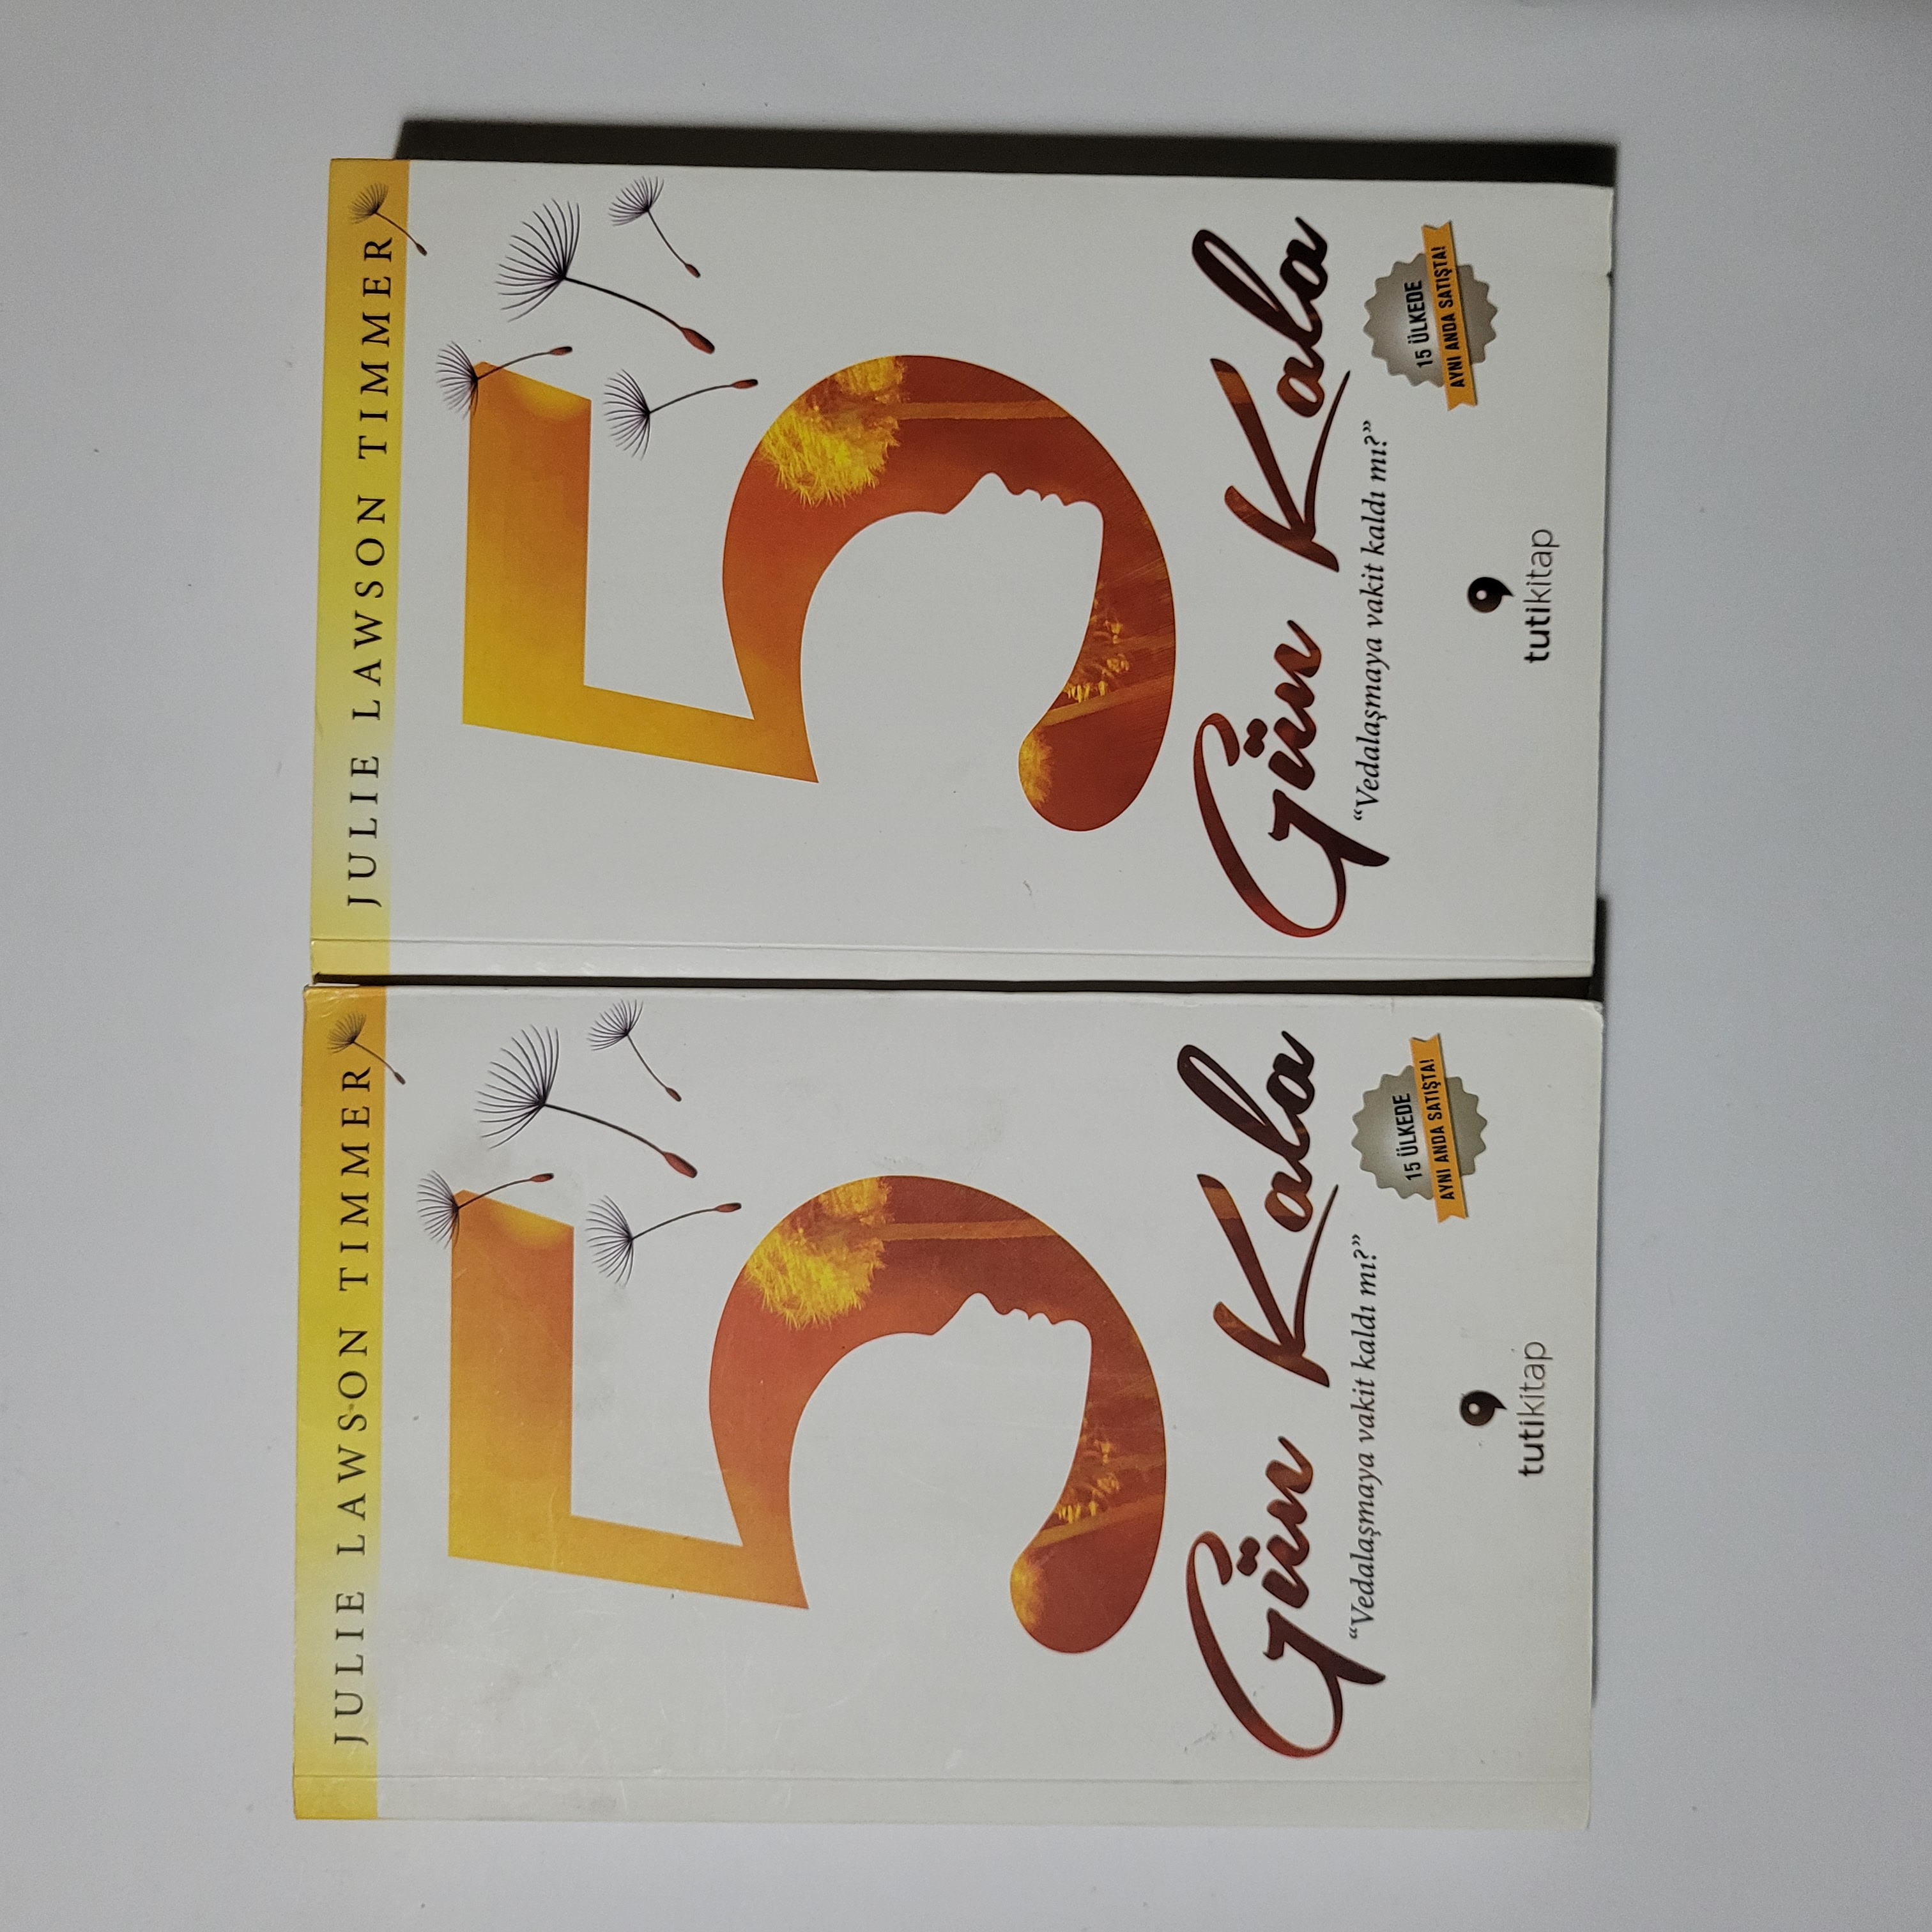 JULIE LAWSON TIMMER
5
Gün Kala
“Vedalaşmaya vakit kaldı mı?”
15 ÜLKEDE
AYNI ANDA SATIŞTA!
tutikitap
JULIE LAWSON TIMMER
5
Gün Kala
“Vedalaşmaya vakit kaldı mı?”
15 ÜLKEDE
AYNI ANDA SATIŞTA!
tutikitap